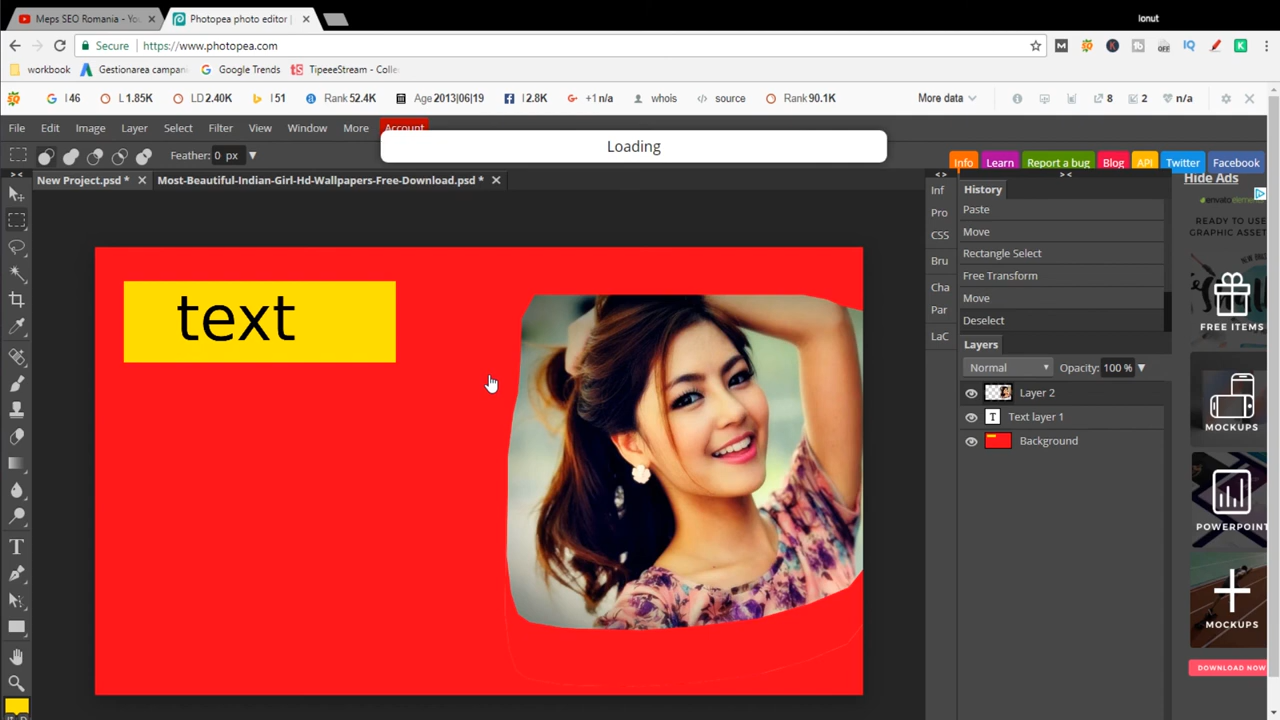 Meps SEO Romania - Yo
Photopea photo editor |
Ionut
Secure
https://www.photopea.com
workbook
Gestionarea campan
Google Trends
TipeeeStream - Colle
I 46
L 1.85K
LD 2.40K
I 51
Rank 52.4K
Age 2013|06|19
I 2.8K
+1 n/a
whois
source
Rank 90.1K
More data
8
2
n/a
File Edit Image Layer Select Filter View Window More Account
Loading
Feather: 0 px
Info Learn Report a bug Blog API Twitter Facebook
New Project.psd *
Most-Beautiful-Indian-Girl-Hd-Wallpapers-Free-Download.psd *
Hide Ads
Inf
Pro
CSS
Bru
Cha
Par
LaC
History
Paste
Move
Rectangle Select
Free Transform
Move
Deselect
Layers
Normal
Opacity: 100 %
Layer 2
T
Text layer 1
Background
text
envato elemen
READY TO USE
GRAPHIC ASSET
FREE ITEMS
MOCKUPS
POWERPOINT
MOCKUPS
DOWNLOAD NOW